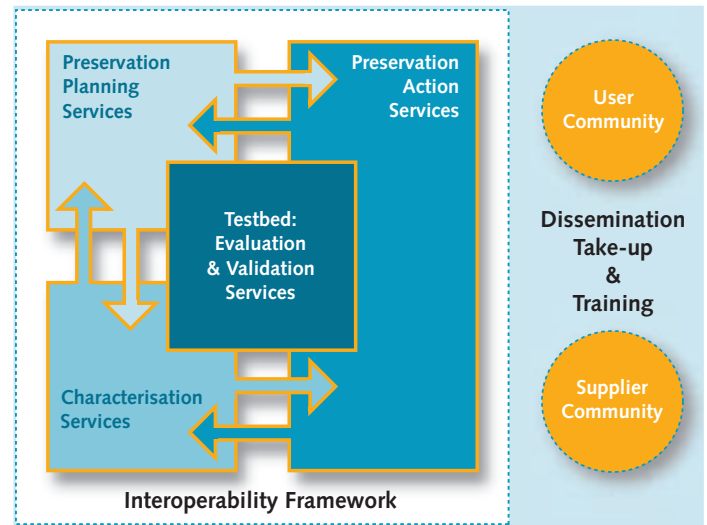 Preservation
Planning
Services
Preservation
Action
Services
Testbed:
Evaluation
& Validation
Services
Characterisation
Services
Interoperability Framework
User
Community
Dissemination
Take-up
&
Training
Supplier
Community